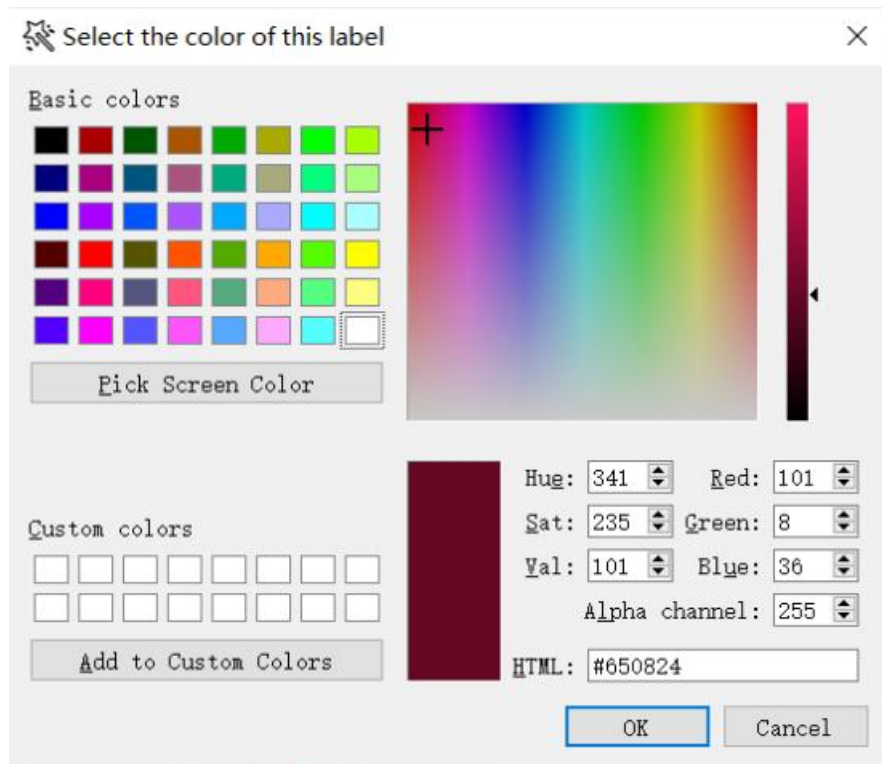 Select the color of this label
Basic colors
Pick Screen Color
Custom colors
Add to Custom Colors
Hue: 341 Red: 101
Sat: 235 Green: 8
Val: 101 Blue: 36
Alpha channel: 255
HTML: #650824
OK Cancel